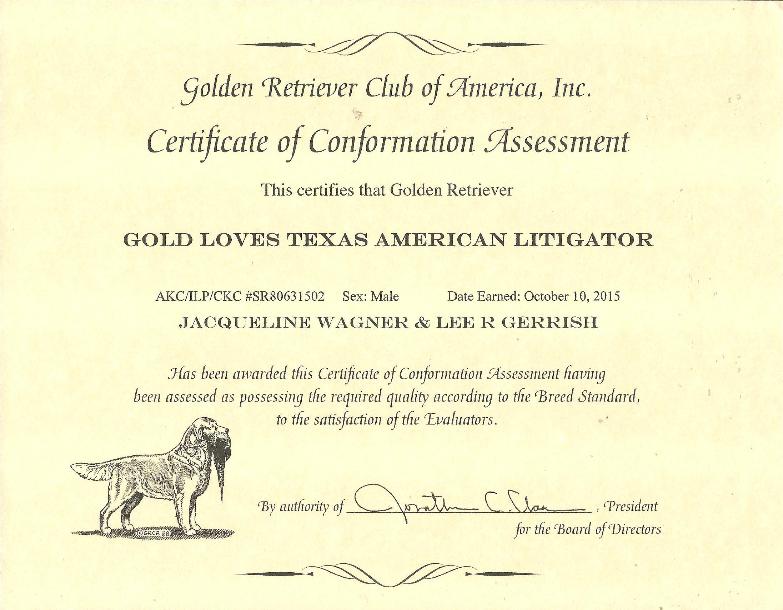 Golden Retriever Club of America, Inc.
Certificate of Conformation Assessment
This certifies that Golden Retriever
GOLD LOVES TEXAS AMERICAN LITIGATOR
AKC/ILP/CKC #SR80631502 Sex: Male Date Earned: October 10, 2015
JACQUELINE WAGNER & LEE R GERRISH
Has been awarded this Certificate of Conformation Assessment having
been assessed as possessing the required quality according to the Breed Standard,
to the satisfaction of the Evaluators.
By authority of , President
for the Board of Directors